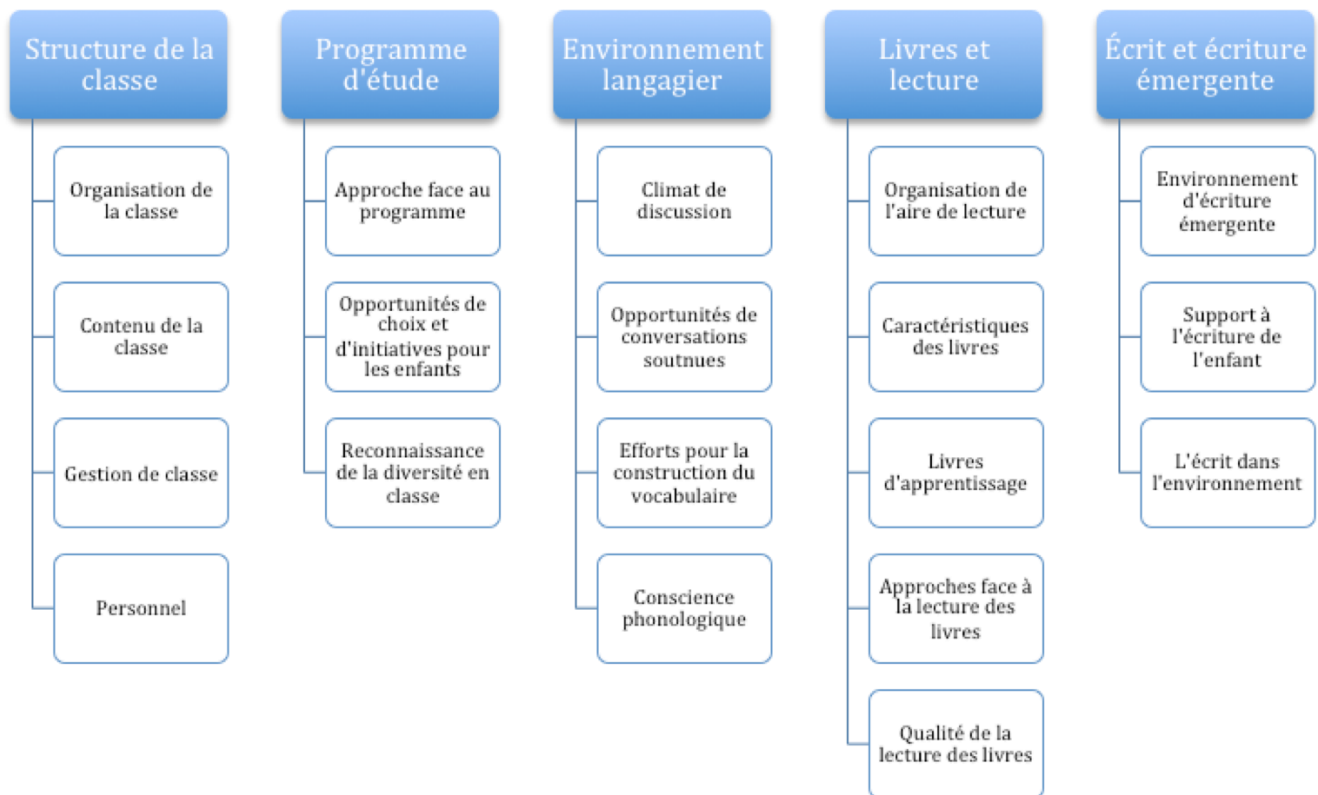 Structure de la
classe
Organisation de
la classe
Contenu de la
classe
Gestion de classe
Personnel
Programme
d'étude
Approche face au
programme
Opportunités de
choix et
d'initiatives pour
les enfants
Reconnaissance
de la diversité en
classe
Environnement
langagier
Climat de
discussion
Opportunités de
conversations
soutnues
Efforts pour la
construction du
vocabulaire
Conscience
phonologique
Livres et
lecture
Organisation de
l'aire de lecture
Caractéristiques
des livres
Livres
d'apprentissage
Approches face à
la lecture des
livres
Qualité de la
lecture des livres
Écrit et écriture
émergente
Environnement
d'écriture
émergente
Support à
l'écriture de
l'enfant
L'écrit dans
l'environnement